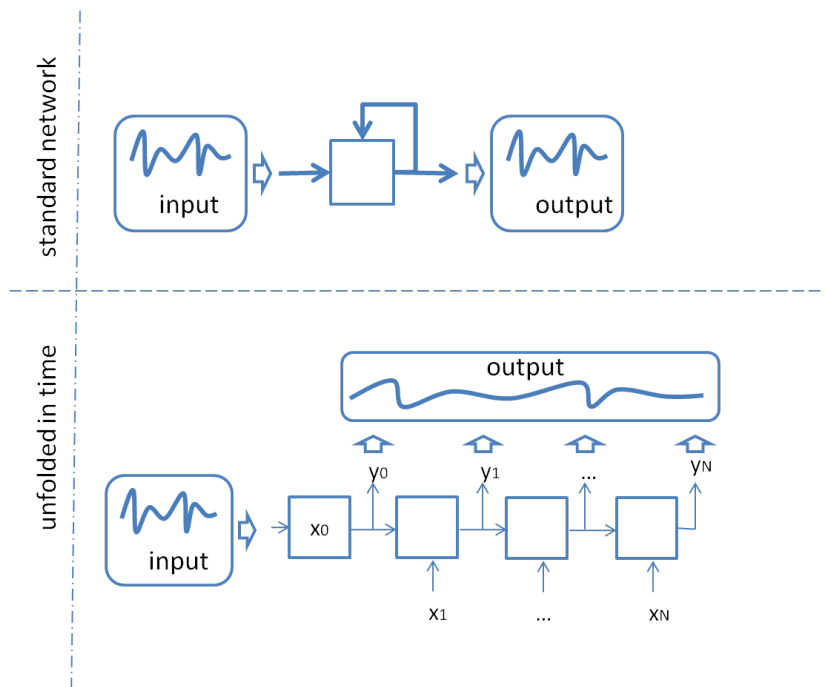 standard network
input
output
unfolded in time
output
y0
y1
...
yN
input
x0
x1
...
xN